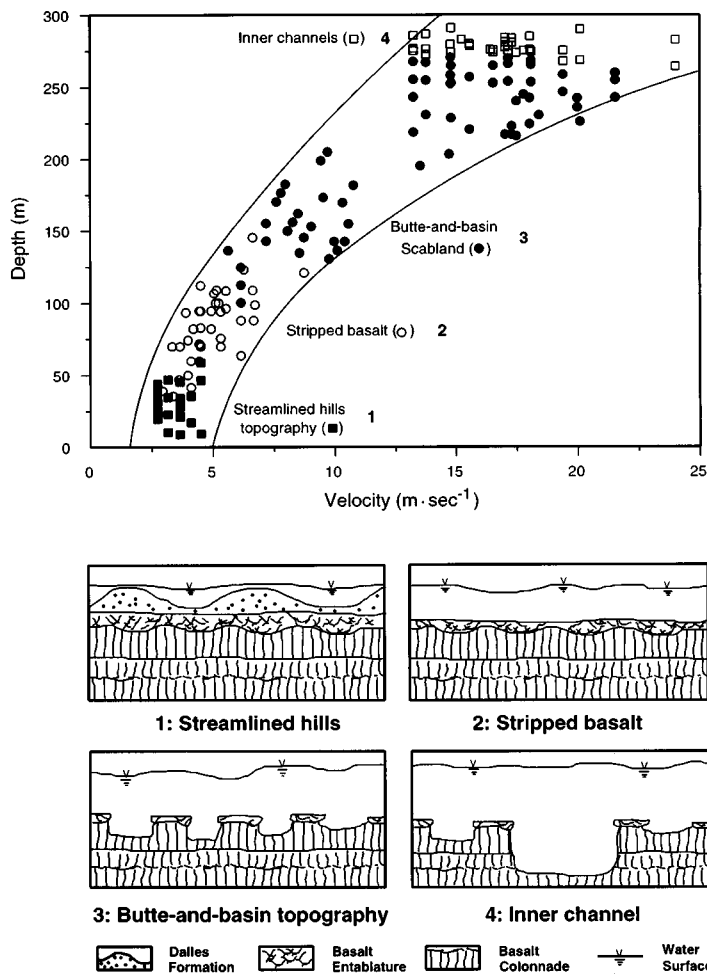 300
250
200
150
100
50
0
Depth (m)
Inner channels (□) 4
Butte-and-basin
Scabland (●) 3
Stripped basalt (○) 2
Streamlined hills 1
topography (■)
0 5 10 15 20 25
Velocity (m·sec⁻¹)
1: Streamlined hills
2: Stripped basalt
3: Butte-and-basin topography
4: Inner channel
Dalles
Formation
Basalt
Entablature
Basalt
Colonnade
Water
Surface